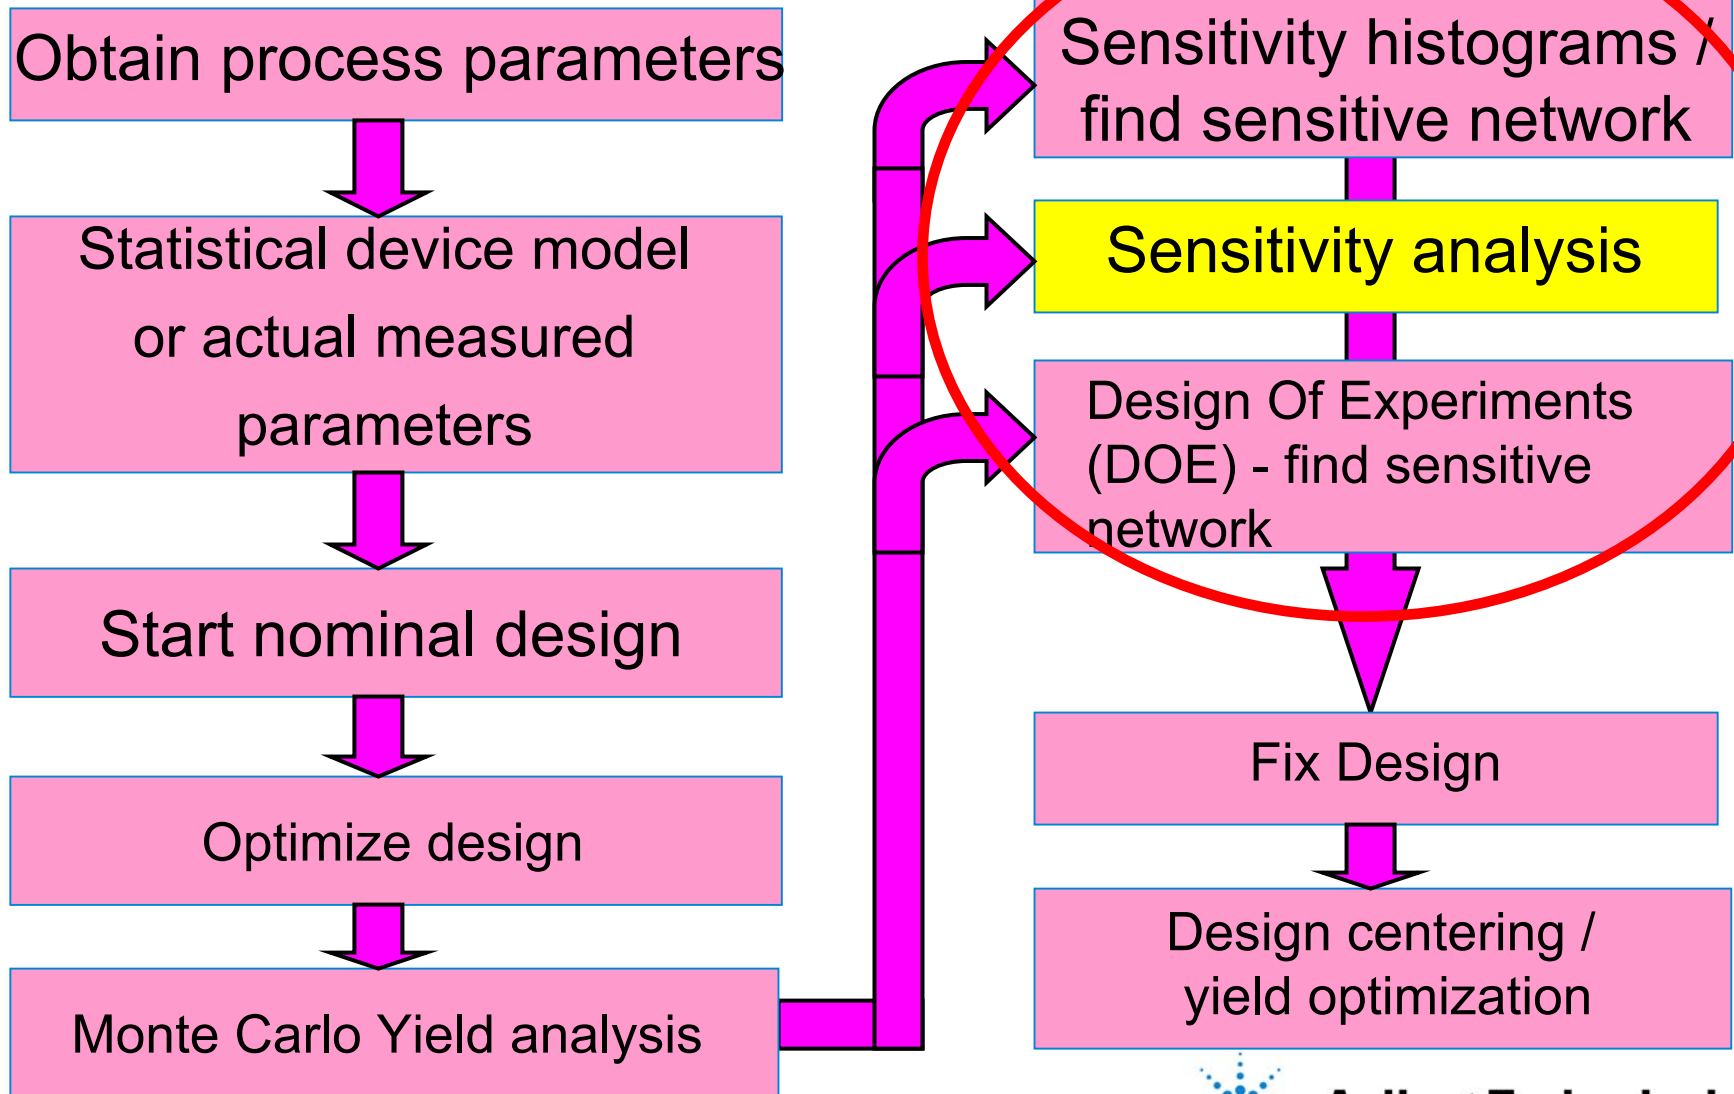 Obtain process parameters
Statistical device model
or actual measured
parameters
Start nominal design
Optimize design
Monte Carlo Yield analysis
Sensitivity histograms /
find sensitive network
Sensitivity analysis
Design Of Experiments
(DOE) - find sensitive
network
Fix Design
Design centering /
yield optimization